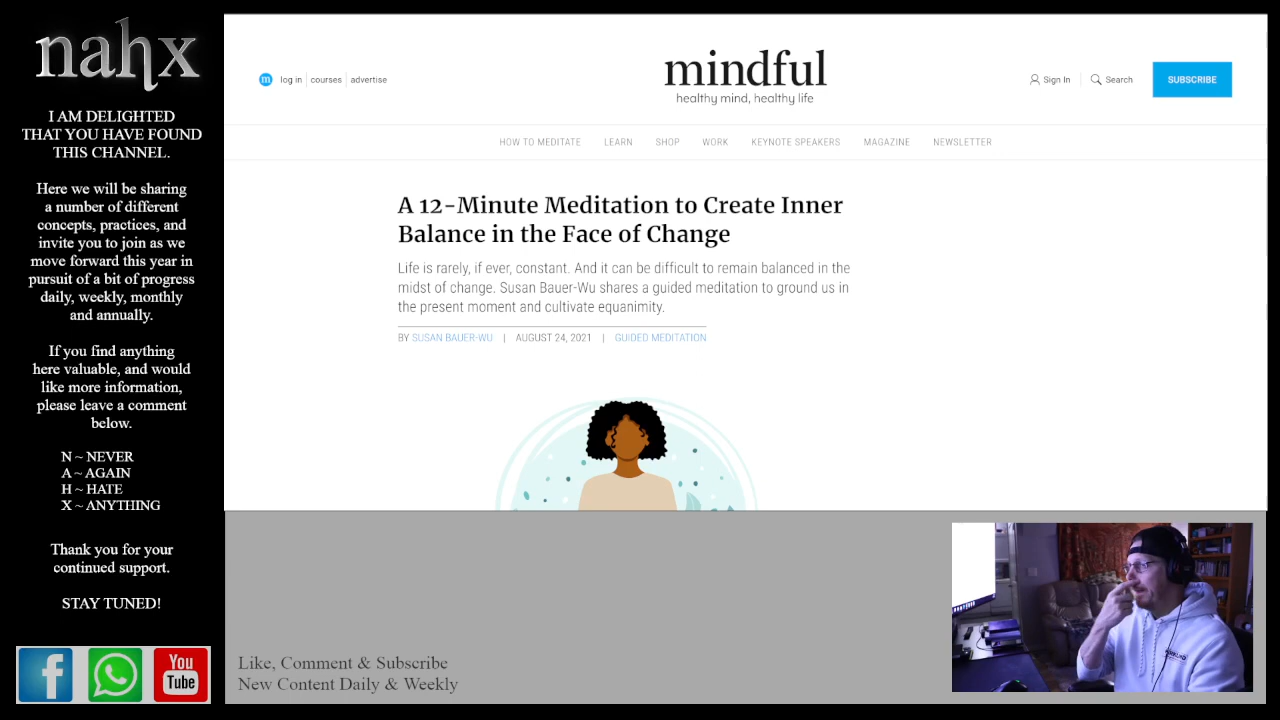 nahx
I AM DELIGHTED
THAT YOU HAVE FOUND
THIS CHANNEL.
Here we will be sharing
a number of different
concepts, practices, and
invite you to join as we
move forward this year in
pursuit of a bit of progress
daily, weekly, monthly
and annually.
If you find anything
here valuable, and would
like more information,
please leave a comment
below.
N ~ NEVER
A ~ AGAIN
H ~ HATE
X ~ ANYTHING
Thank you for your
continued support.
STAY TUNED!
f
You
Tube
m log in courses advertise
mindful
healthy mind, healthy life
Sign In Search SUBSCRIBE
HOW TO MEDITATE LEARN SHOP WORK KEYNOTE SPEAKERS MAGAZINE NEWSLETTER
A 12-Minute Meditation to Create Inner
Balance in the Face of Change
Life is rarely, if ever, constant. And it can be difficult to remain balanced in the
midst of change. Susan Bauer-Wu shares a guided meditation to ground us in
the present moment and cultivate equanimity.
BY SUSAN BAUER-WU | AUGUST 24, 2021 | GUIDED MEDITATION
Like, Comment & Subscribe
New Content Daily & Weekly